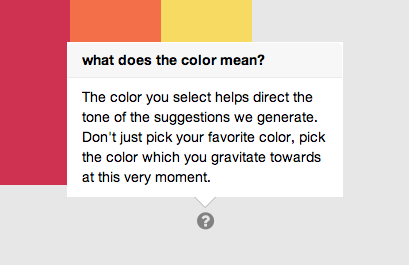 what does the color mean?
The color you select helps direct the
tone of the suggestions we generate.
Don't just pick your favorite color, pick
the color which you gravitate towards
at this very moment.
?